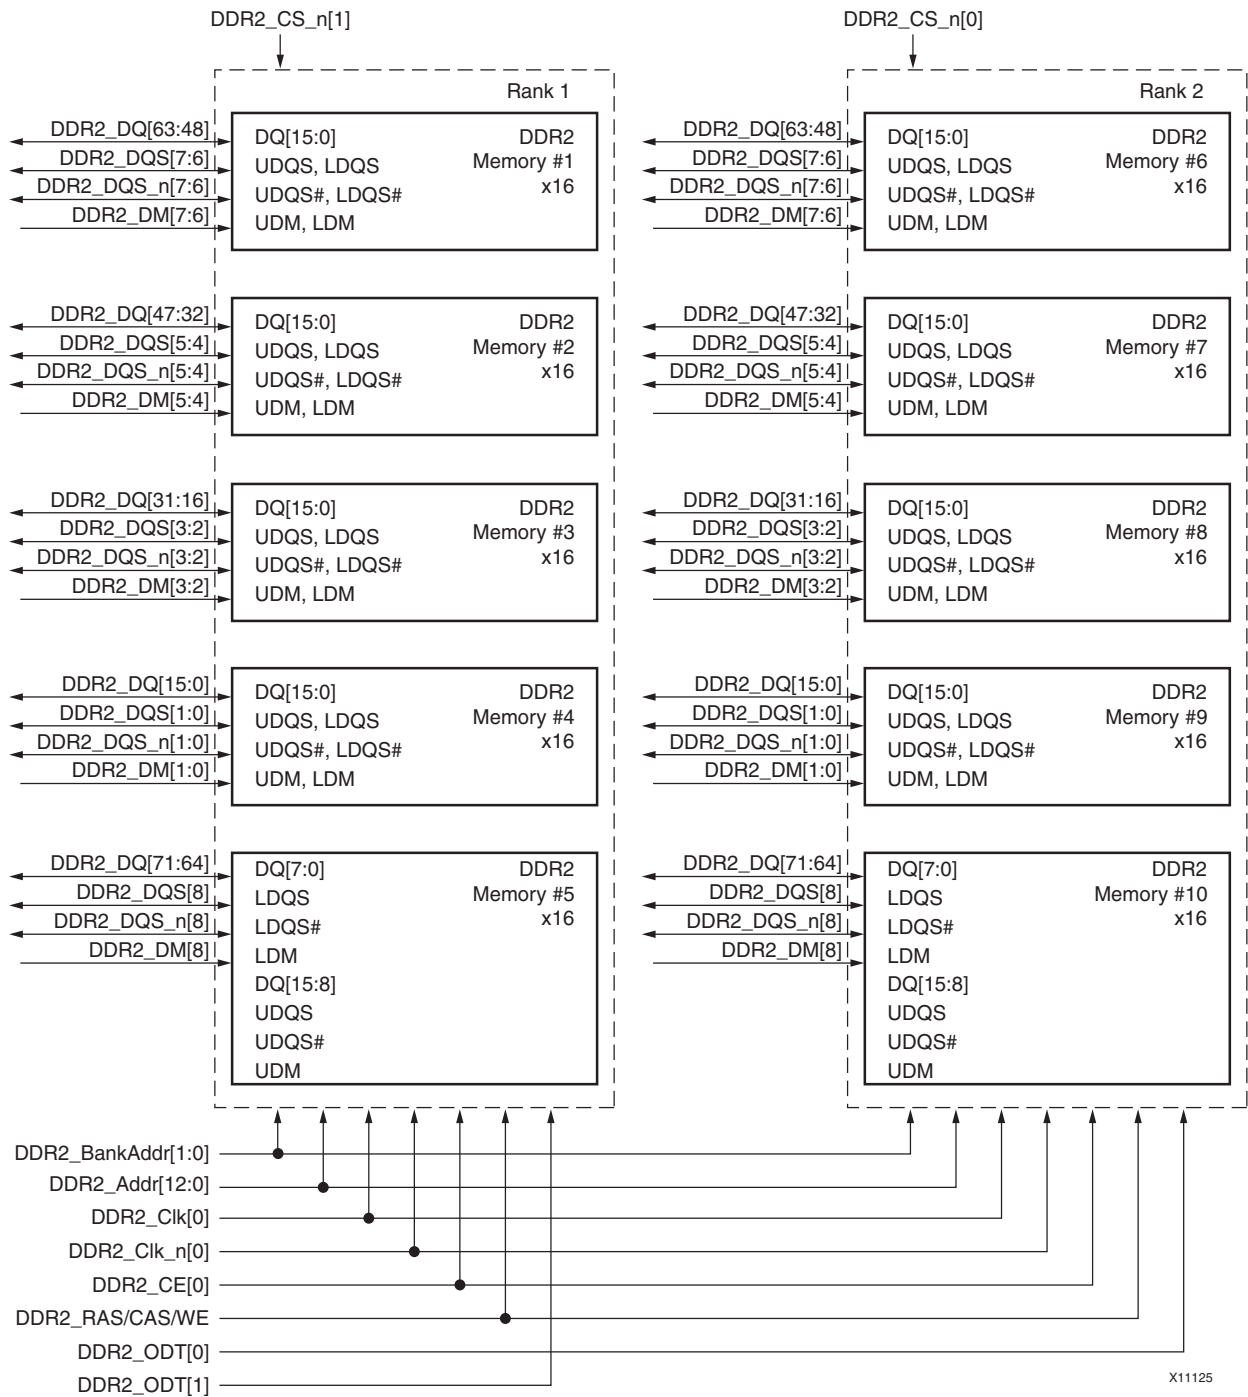 DDR2_CS_n[1]
DDR2_CS_n[0]
Rank 1
DDR2_DQ[63:48]
DDR2_DQS[7:6]
DDR2_DQS_n[7:6]
DDR2_DM[7:6]
DQ[15:0]
UDQS, LDQS
UDQS#, LDQS#
UDM, LDM
DDR2
Memory #1
x16
DDR2_DQ[47:32]
DDR2_DQS[5:4]
DDR2_DQS_n[5:4]
DDR2_DM[5:4]
DQ[15:0]
UDQS, LDQS
UDQS#, LDQS#
UDM, LDM
DDR2
Memory #2
x16
DDR2_DQ[31:16]
DDR2_DQS[3:2]
DDR2_DQS_n[3:2]
DDR2_DM[3:2]
DQ[15:0]
UDQS, LDQS
UDQS#, LDQS#
UDM, LDM
DDR2
Memory #3
x16
DDR2_DQ[15:0]
DDR2_DQS[1:0]
DDR2_DQS_n[1:0]
DDR2_DM[1:0]
DQ[15:0]
UDQS, LDQS
UDQS#, LDQS#
UDM, LDM
DDR2
Memory #4
x16
DDR2_DQ[71:64]
DDR2_DQS[8]
DDR2_DQS_n[8]
DDR2_DM[8]
DQ[7:0]
LDQS
LDQS#
LDM
DQ[15:8]
UDQS
UDQS#
UDM
DDR2
Memory #5
x16
Rank 2
DDR2_DQ[63:48]
DDR2_DQS[7:6]
DDR2_DQS_n[7:6]
DDR2_DM[7:6]
DQ[15:0]
UDQS, LDQS
UDQS#, LDQS#
UDM, LDM
DDR2
Memory #6
x16
DDR2_DQ[47:32]
DDR2_DQS[5:4]
DDR2_DQS_n[5:4]
DDR2_DM[5:4]
DQ[15:0]
UDQS, LDQS
UDQS#, LDQS#
UDM, LDM
DDR2
Memory #7
x16
DDR2_DQ[31:16]
DDR2_DQS[3:2]
DDR2_DQS_n[3:2]
DDR2_DM[3:2]
DQ[15:0]
UDQS, LDQS
UDQS#, LDQS#
UDM, LDM
DDR2
Memory #8
x16
DDR2_DQ[15:0]
DDR2_DQS[1:0]
DDR2_DQS_n[1:0]
DDR2_DM[1:0]
DQ[15:0]
UDQS, LDQS
UDQS#, LDQS#
UDM, LDM
DDR2
Memory #9
x16
DDR2_DQ[71:64]
DDR2_DQS[8]
DDR2_DQS_n[8]
DDR2_DM[8]
DQ[7:0]
LDQS
LDQS#
LDM
DQ[15:8]
UDQS
UDQS#
UDM
DDR2
Memory #10
x16
DDR2_BankAddr[1:0]
DDR2_Addr[12:0]
DDR2_Clk[0]
DDR2_Clk_n[0]
DDR2_CE[0]
DDR2_RAS/CAS/WE
DDR2_ODT[0]
DDR2_ODT[1]
X11125